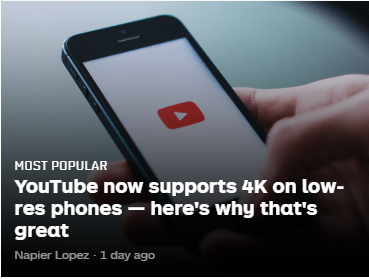 MOST POPULAR
YouTube now supports 4K on low-
res phones — here's why that's
great
Napier Lopez · 1 day ago